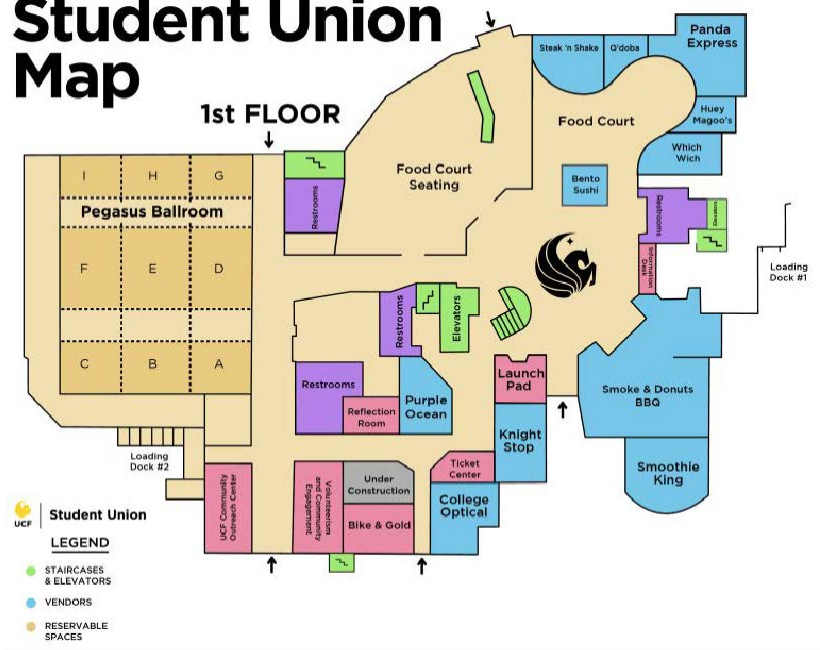 Student Union
Map
1st FLOOR
Steak 'n Shake
Q'doba
Panda
Express
Huey
Magoo's
Which
Wich
Food Court
Food Court
Seating
Bento
Sushi
Restrooms
Restrooms
Elevators
Information
Desk
Loading
Dock #1
I
H
G
Pegasus Ballroom
F
E
D
C
B
A
Restrooms
Elevators
Restrooms
Reflection
Room
Purple
Ocean
Launch
Pad
Knight
Stop
Smoke & Donuts
BBQ
Smoothie
King
Loading
Dock #2
UCF Community
Outreach Center
Volunteerism
and Community
Engagement
Under
Construction
Bike & Gold
Ticket
Center
College
Optical
UCF
Student Union
LEGEND
STAIRCASES
& ELEVATORS
VENDORS
RESERVABLE
SPACES